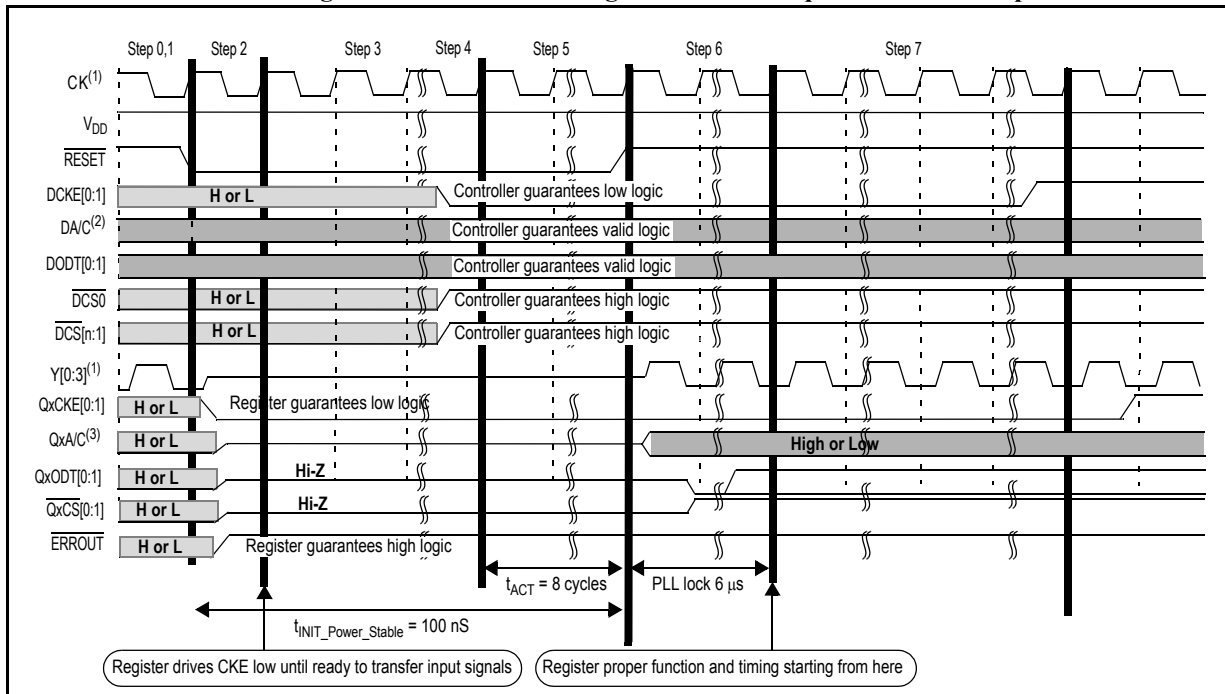 Step 0,1 Step 2 Step 3 Step 4 Step 5 Step 6 Step 7
CK(1)
VDD
RESET
DCKE[0:1] H or L Controller guarantees low logic
DA/C(2) Controller guarantees valid logic
DODT[0:1] Controller guarantees valid logic
DCS0 H or L Controller guarantees high logic
DCS[n:1] H or L Controller guarantees high logic
Y[0:3](1)
QxCKE[0:1] H or L Register guarantees low logic
QxA/C(3) H or L High or Low
QxODT[0:1] H or L Hi-Z
QxCS[0:1] H or L Hi-Z
ERROUT H or L Register guarantees high logic
tACT = 8 cycles PLL lock 6 μs
tINIT_Power_Stable = 100 nS
Register drives CKE low until ready to transfer input signals Register proper function and timing starting from here